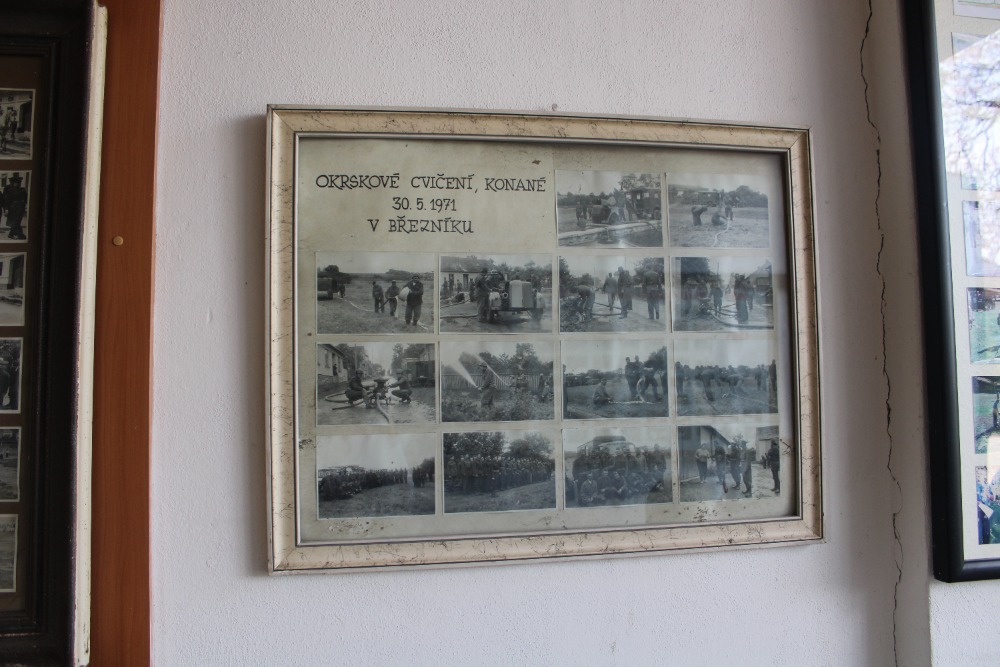 OKRSKOVÉ CVIČENÍ, KONANÉ
30. 5. 1971
V BŘEZNÍKU